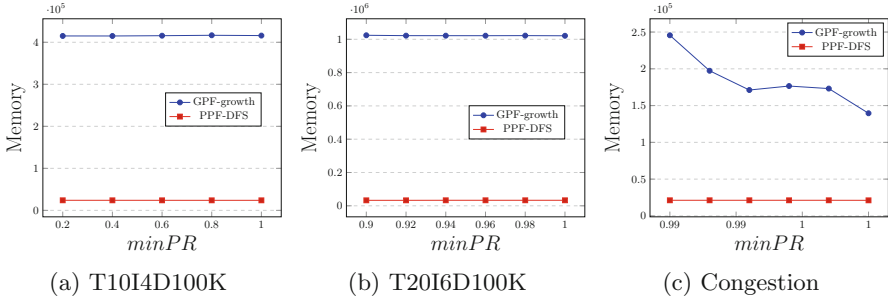 ·10^5
4
3
2
1
0
0.2 0.4 0.6 0.8 1
Memory
minPR
GPF-growth
PPF-DFS
(a) T10I4D100K
·10^6
1
0.8
0.6
0.4
0.2
0
0.9 0.92 0.94 0.96 0.98 1
Memory
minPR
GPF-growth
PPF-DFS
(b) T20I6D100K
·10^5
2.5
2
1.5
1
0.5
0
0.99 0.99 1 1
Memory
minPR
GPF-growth
PPF-DFS
(c) Congestion